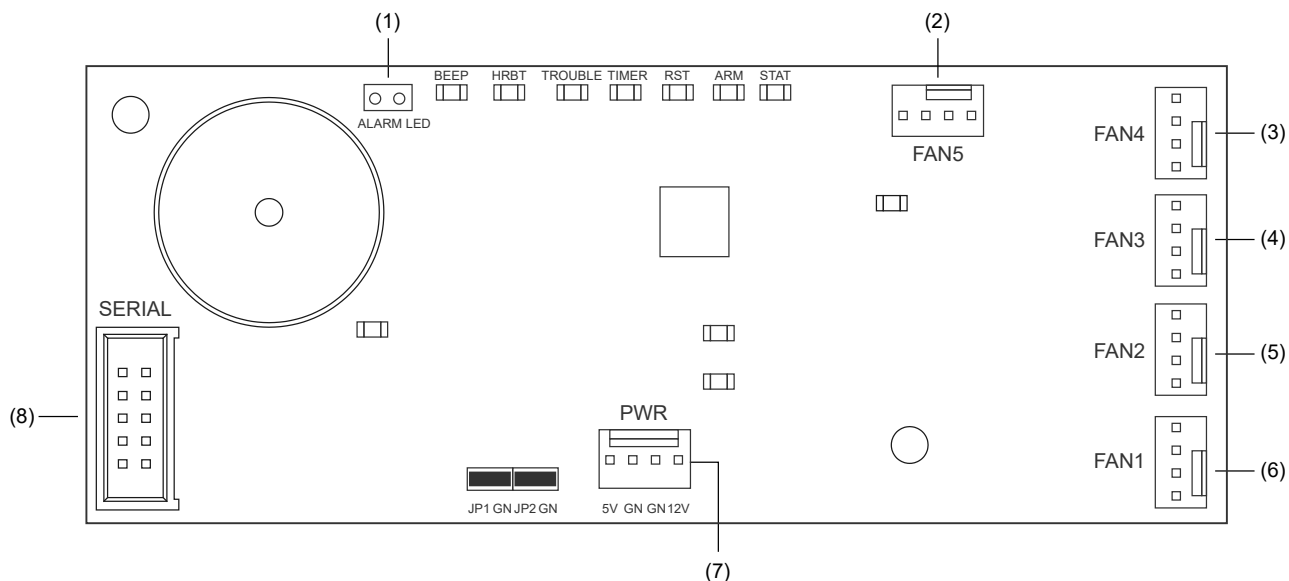 (1)
(2)
BEEP HRBT TROUBLE TIMER RST ARM STAT
ALARM LED
FAN5
FAN4
(3)
FAN3
(4)
SERIAL
FAN2
(5)
(8)
PWR
FAN1
(6)
JP1 GN JP2 GN
5V GN GN 12V
(7)